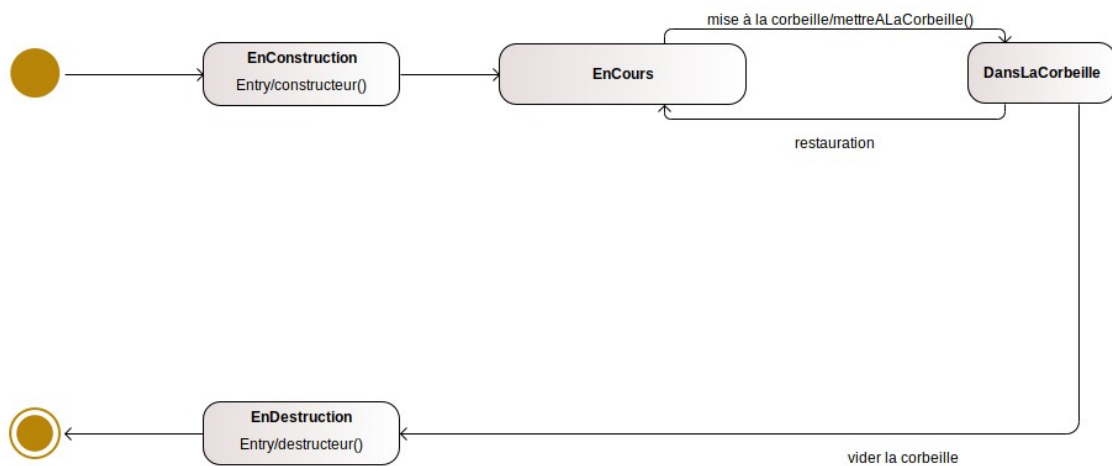 mise à la corbeille/mettreALaCorbeille()
EnConstruction
Entry/constructeur()
EnCours
DansLaCorbeille
restauration
EnDestruction
Entry/destructeur()
vider la corbeille